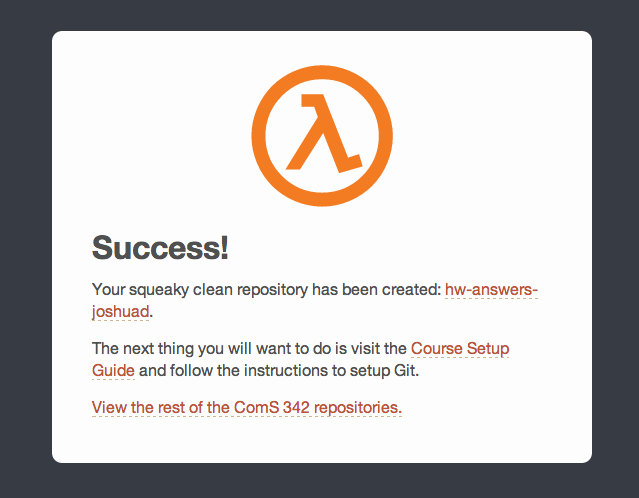 Success!
Your squeaky clean repository has been created: hw-answers-
joshuad.
The next thing you will want to do is visit the Course Setup
Guide and follow the instructions to setup Git.
View the rest of the ComS 342 repositories.